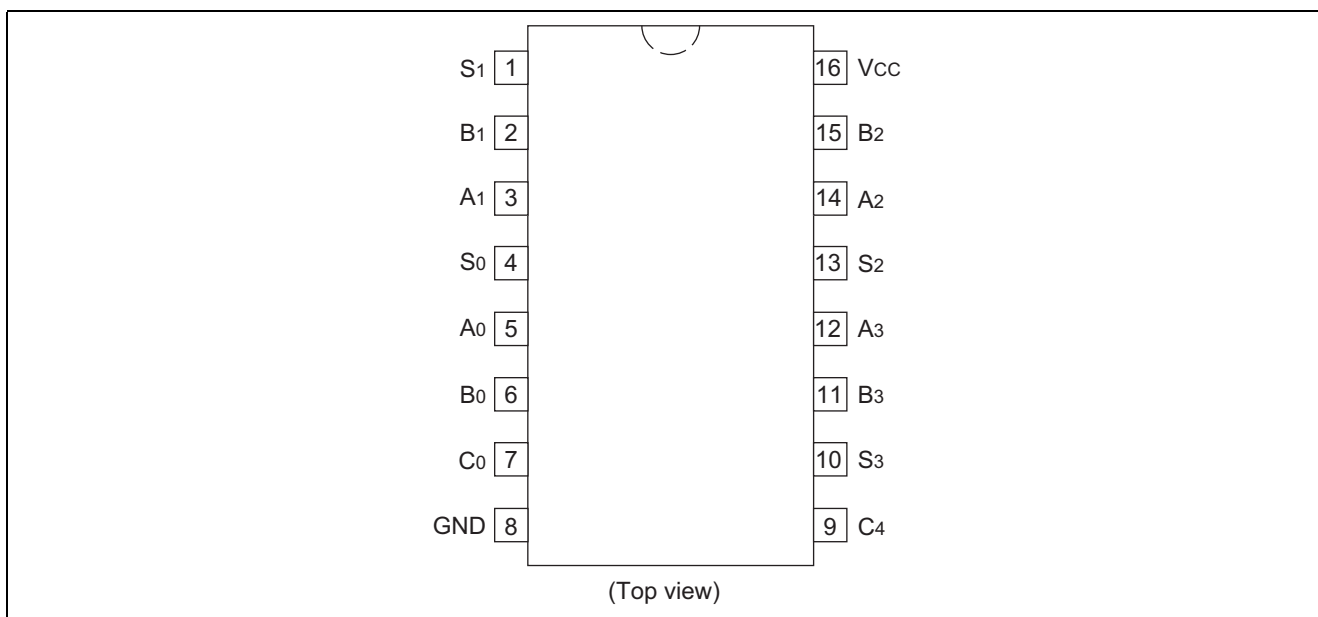 S1 1 16 VCC
B1 2 15 B2
A1 3 14 A2
S0 4 13 S2
A0 5 12 A3
B0 6 11 B3
C0 7 10 S3
GND 8 9 C4
(Top view)